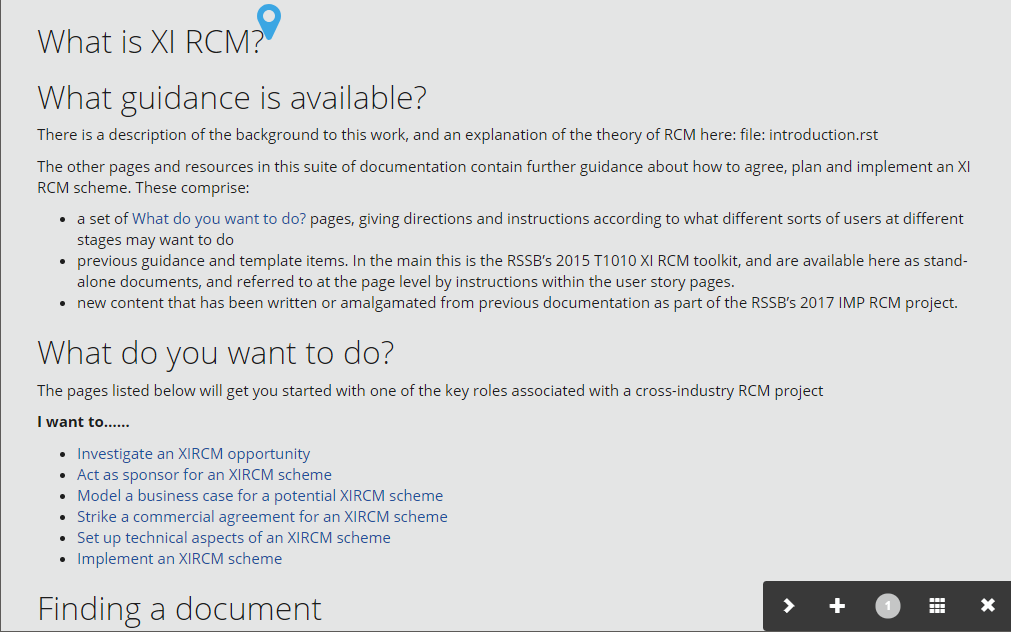 What is XI RCM?
What guidance is available?
There is a description of the background to this work, and an explanation of the theory of RCM here: file: introduction.rst
The other pages and resources in this suite of documentation contain further guidance about how to agree, plan and implement an XI
RCM scheme. These comprise:
• a set of What do you want to do? pages, giving directions and instructions according to what different sorts of users at different
stages may want to do
• previous guidance and template items. In the main this is the RSSB's 2015 T1010 XI RCM toolkit, and are available here as stand-
alone documents, and referred to at the page level by instructions within the user story pages.
• new content that has been written or amalgamated from previous documentation as part of the RSSB's 2017 IMP RCM project.
What do you want to do?
The pages listed below will get you started with one of the key roles associated with a cross-industry RCM project
I want to......
• Investigate an XIRCM opportunity
• Act as sponsor for an XIRCM scheme
• Model a business case for a potential XIRCM scheme
• Strike a commercial agreement for an XIRCM scheme
• Set up technical aspects of an XIRCM scheme
• Implement an XIRCM scheme
Finding a document
1